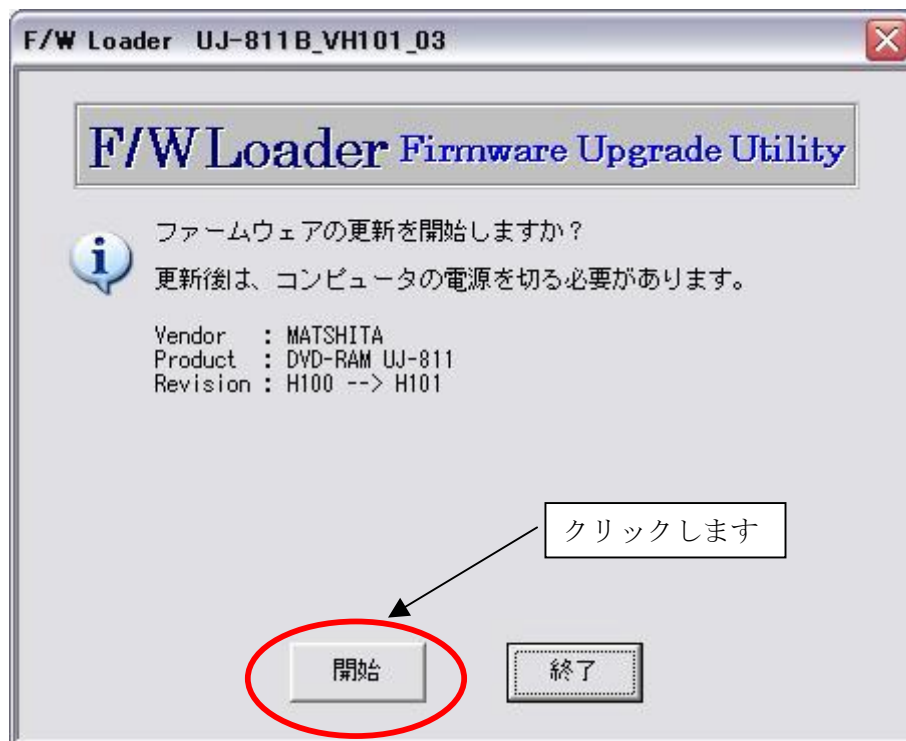 F/W Loader UJ-811B_VH101_03
F/W Loader Firmware Upgrade Utility
ファームウェアの更新を開始しますか？
更新後は、コンピュータの電源を切る必要があります。
Vendor : MATSHITA
Product : DVD-RAM UJ-811
Revision : H100 --> H101
クリックします
開始
終了